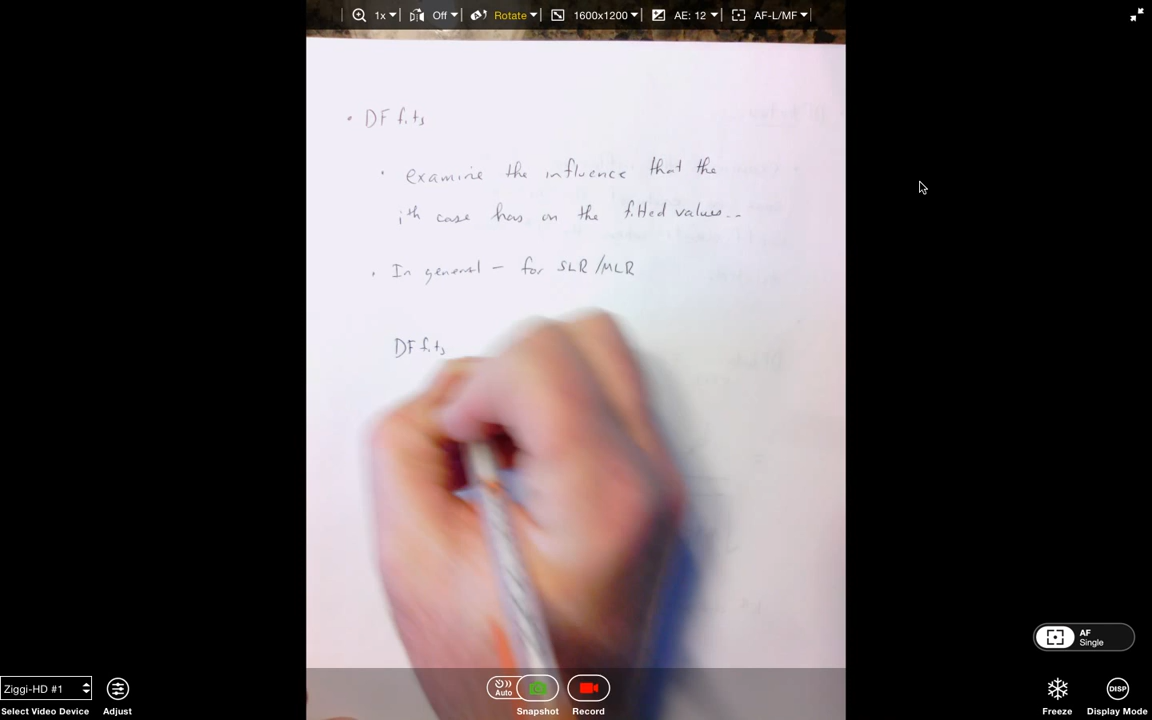 1x Off Rotate 1600x1200 AE: 12 AF-L/MF
• DF fits
• examine the influence that the
ith case has on the fitted values..
• In general – for SLR/MLR
DF fits
AF
Single
Ziggi-HD #1
Select Video Device
Adjust
Auto
Snapshot
Record
Freeze
DISP
Display Mode